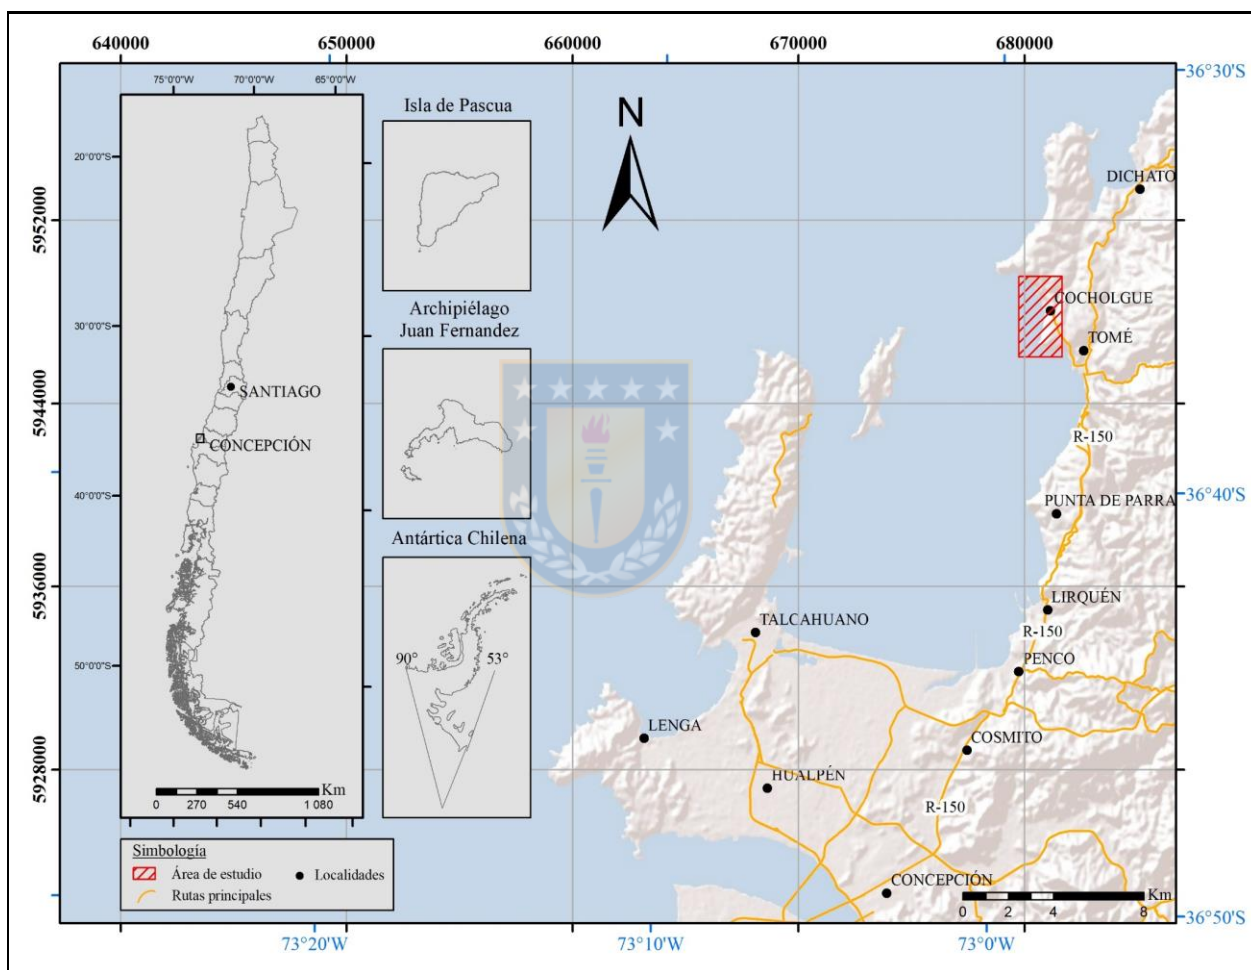 640000
650000
660000
670000
680000
36°30'S
75°0'0"W
70°0'0"W
65°0'0"W
Isla de Pascua
N
20°0'0"S
DICHATO
5952000
Archipiélago
Juan Fernandez
COCHOLGUE
30°0'0"S
TOMÉ
SANTIAGO
5944000
CONCEPCIÓN
R-150
40°0'0"S
36°40'S
PUNTA DE PARRA
Antártica Chilena
5936000
LIRQUÉN
TALCAHUANO
R-150
90°
53°
PENCO
50°0'0"S
LENGA
COSMITO
5928000
HUALPÉN
Km
0 270 540 1 080
R-150
Simbología
Área de estudio
Localidades
Rutas principales
CONCEPCIÓN
Km
0 2 4 8
36°50'S
73°20'W
73°10'W
73°0'W